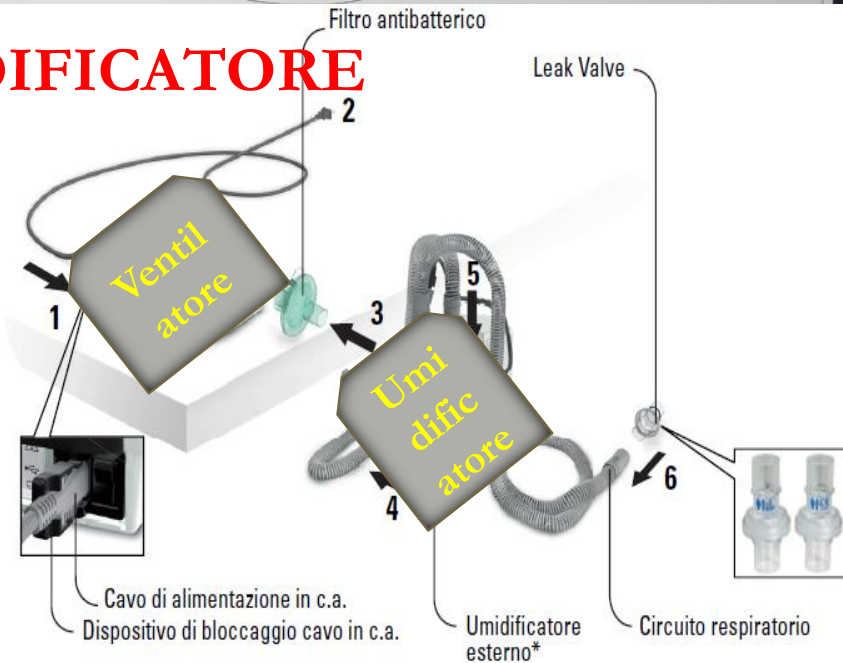 Filtro antibatterico
DIFICATORE
Leak Valve
2
Ventil
atore
5
1
3
Umi
dific
atore
6
4
Cavo di alimentazione in c.a.
Dispositivo di bloccaggio cavo in c.a.
Umidificatore
esterno*
Circuito respiratorio